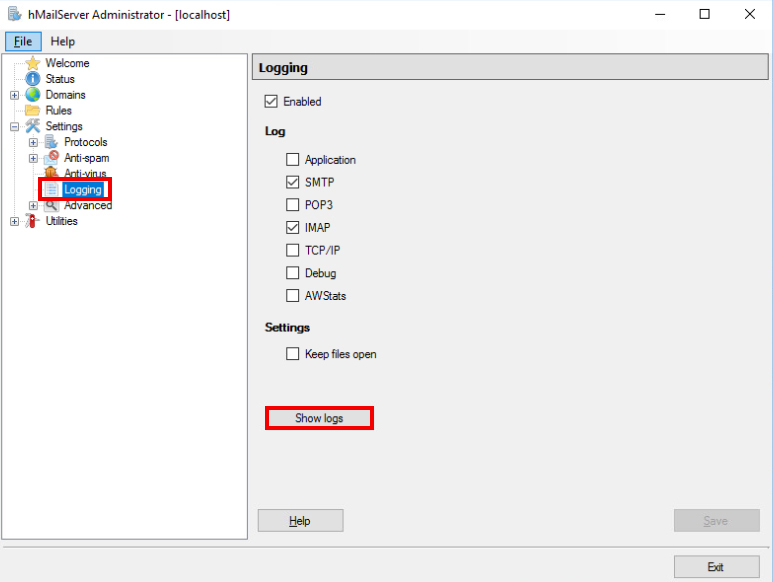 hMailServer Administrator - [localhost]
File Help
Welcome
Status
Domains
Rules
Settings
Protocols
Anti-spam
Anti-virus
Logging
Advanced
Utilities
Logging
Enabled
Log
Application
SMTP
POP3
IMAP
TCP/IP
Debug
AWStats
Settings
Keep files open
Show logs
Help
Save
Exit